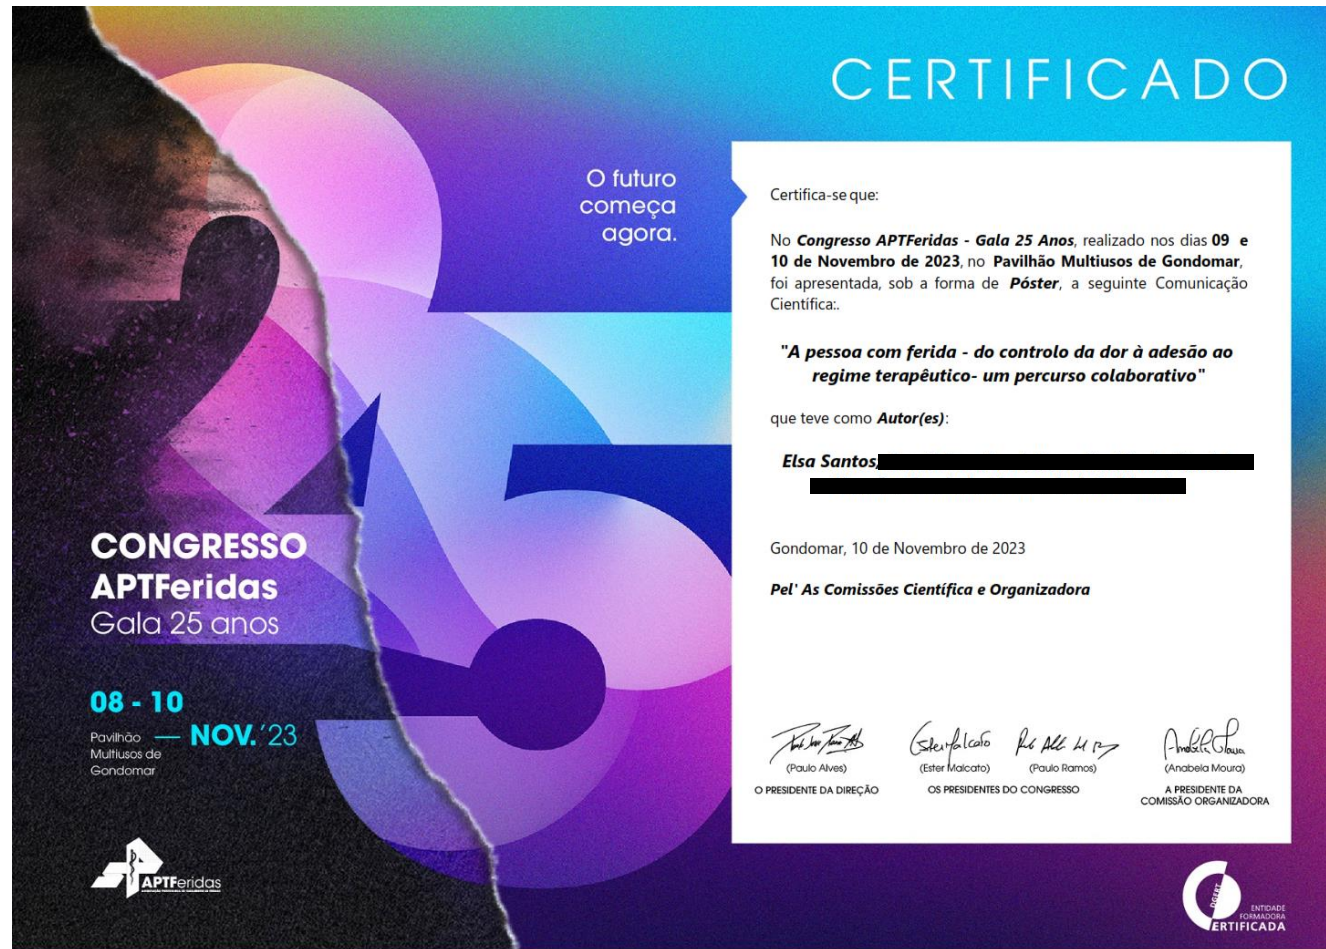 CERTIFICADO
O futuro
começa
agora.
Certifica-se que:
No Congresso APTFeridas - Gala 25 Anos, realizado nos dias 09 e
10 de Novembro de 2023, no Pavilhão Multiusos de Gondomar,
foi apresentada, sob a forma de Póster, a seguinte Comunicação
Científica:.
"A pessoa com ferida - do controlo da dor à adesão ao
regime terapêutico- um percurso colaborativo"
que teve como Autor(es):
Elsa Santos,
Gondomar, 10 de Novembro de 2023
Pel' As Comissões Científica e Organizadora
(Paulo Alves)
O PRESIDENTE DA DIREÇÃO
(Ester Malcato)
(Paulo Ramos)
OS PRESIDENTES DO CONGRESSO
(Anabela Moura)
A PRESIDENTE DA
COMISSÃO ORGANIZADORA
25
CONGRESSO
APTFeridas
Gala 25 anos
08 - 10
NOV.´23
Pavilhão
Multiusos de
Gondomar
APTFeridas
DGERT
ENTIDADE
FORMADORA
CERTIFICADA